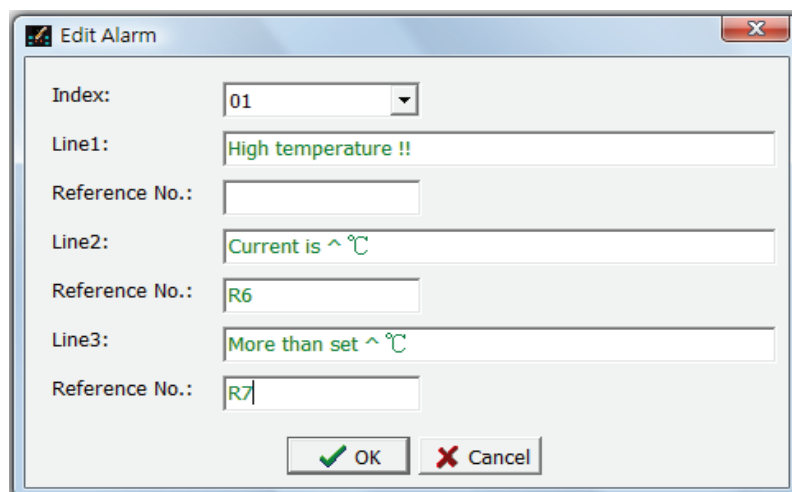 Edit Alarm
Index: 01
Line1: High temperature !!
Reference No.:
Line2: Current is ^ ℃
Reference No.: R6
Line3: More than set ^ ℃
Reference No.: R7
OK Cancel